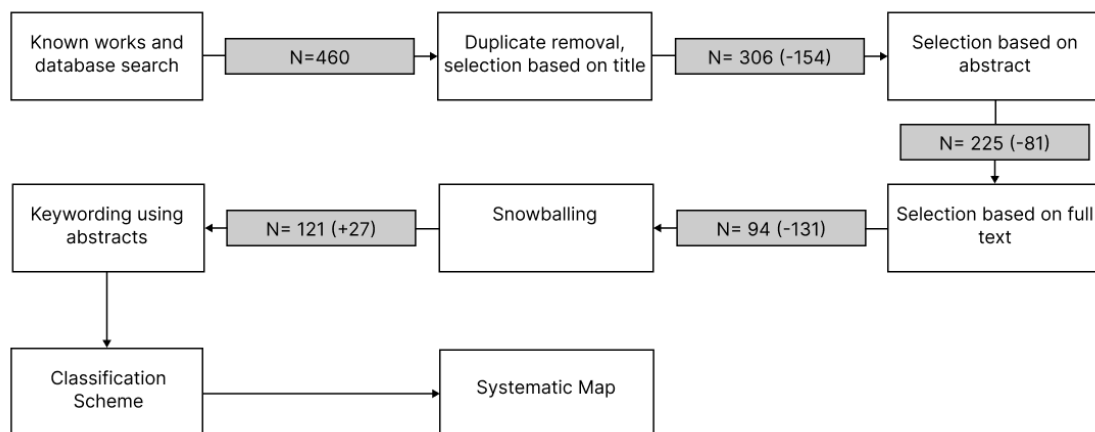 Known works and
database search
N=460
Duplicate removal,
selection based on title
N= 306 (-154)
Selection based on
abstract
N= 225 (-81)
Selection based on full
text
N= 94 (-131)
Snowballing
N= 121 (+27)
Keywording using
abstracts
Classification
Scheme
Systematic Map